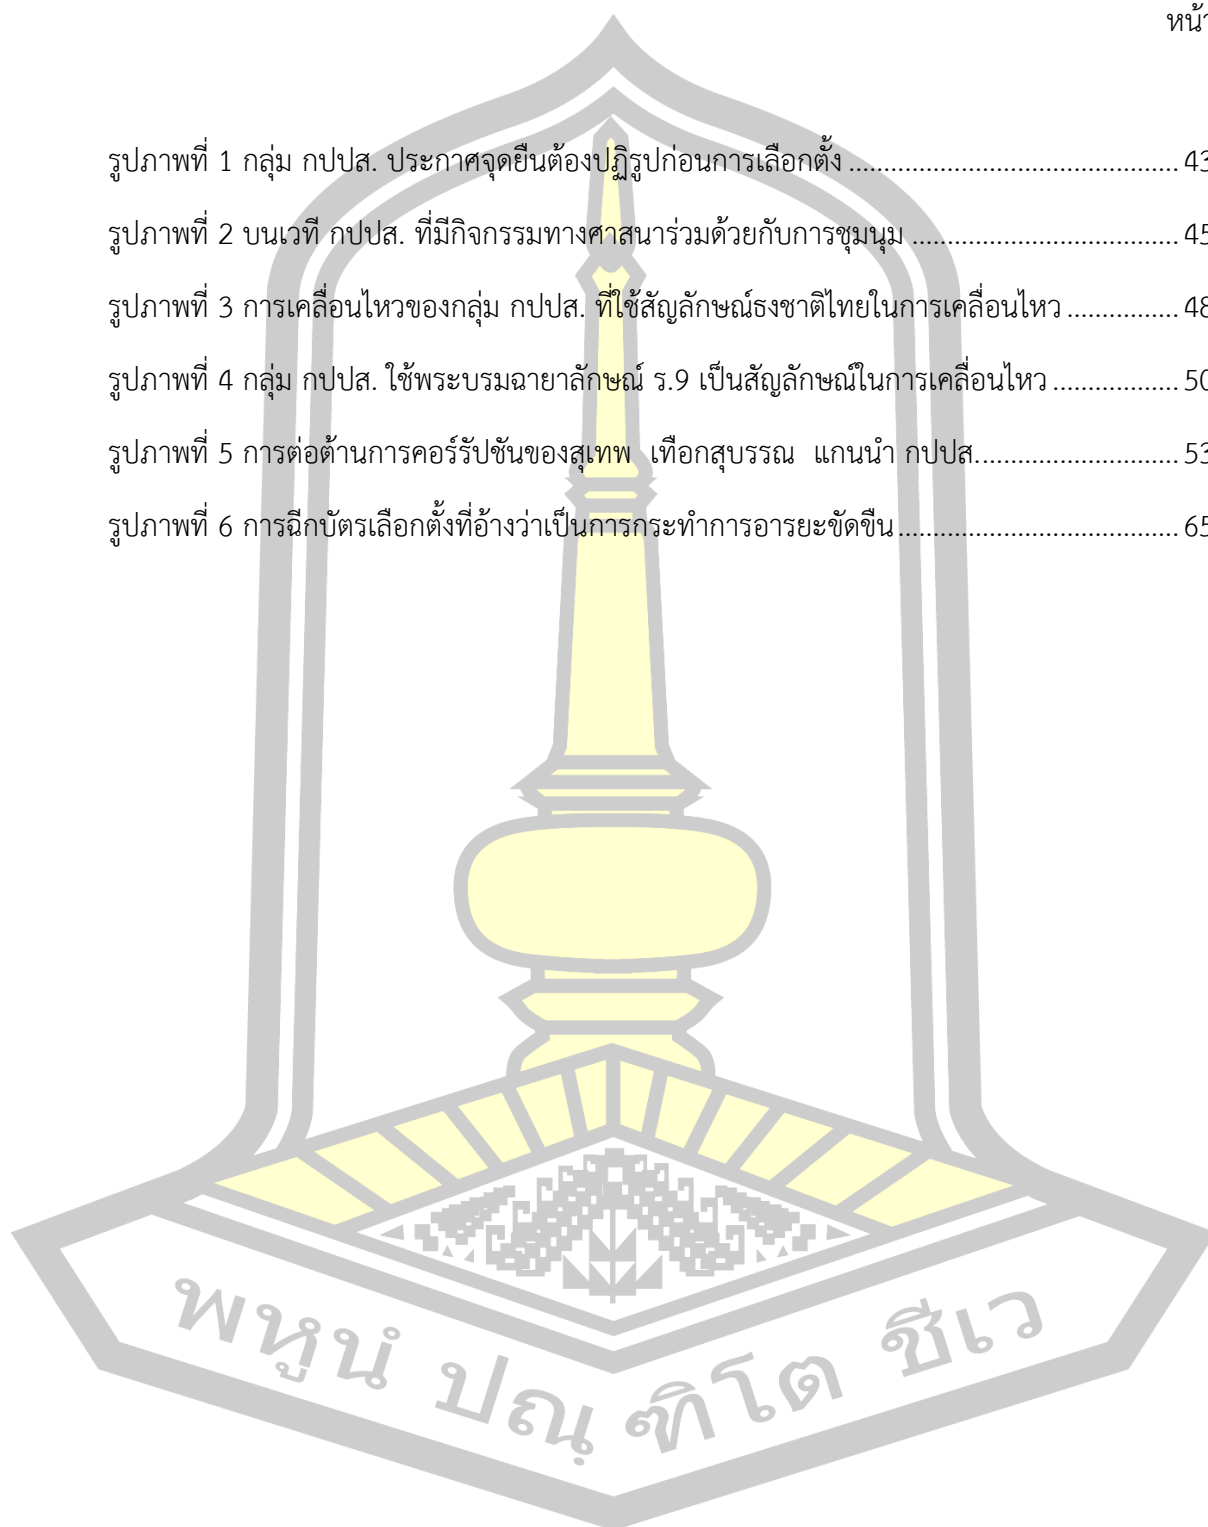 หน้า
รูปภาพที่ 1 กลุ่ม กปปส. ประกาศจุดยืนต้องปฏิรูปก่อนการเลือกตั้ง ................................... 43
รูปภาพที่ 2 บนเวที กปปส. ที่มีกิจกรรมทางศาสนาร่วมด้วยกับการชุมนุม ............................ 45
รูปภาพที่ 3 การเคลื่อนไหวของกลุ่ม กปปส. ที่ใช้สัญลักษณ์ธงชาติไทยในการเคลื่อนไหว ............ 48
รูปภาพที่ 4 กลุ่ม กปปส. ใช้พระบรมฉายาลักษณ์ ร.9 เป็นสัญลักษณ์ในการเคลื่อนไหว ............. 50
รูปภาพที่ 5 การต่อต้านการคอร์รัปชันของสุเทพ เทือกสุบรรณ แกนนำ กปปส...................... 53
รูปภาพที่ 6 การฉีกบัตรเลือกตั้งที่อ้างว่าเป็นการกระทำการอารยะขัดขืน .............................. 65
พหูนํ ปณฺฑิโต ชีเว